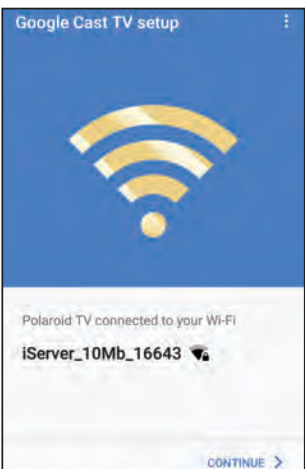 Google Cast TV setup
Polaroid TV connected to your Wi-Fi
iServer_10Mb_16643
CONTINUE